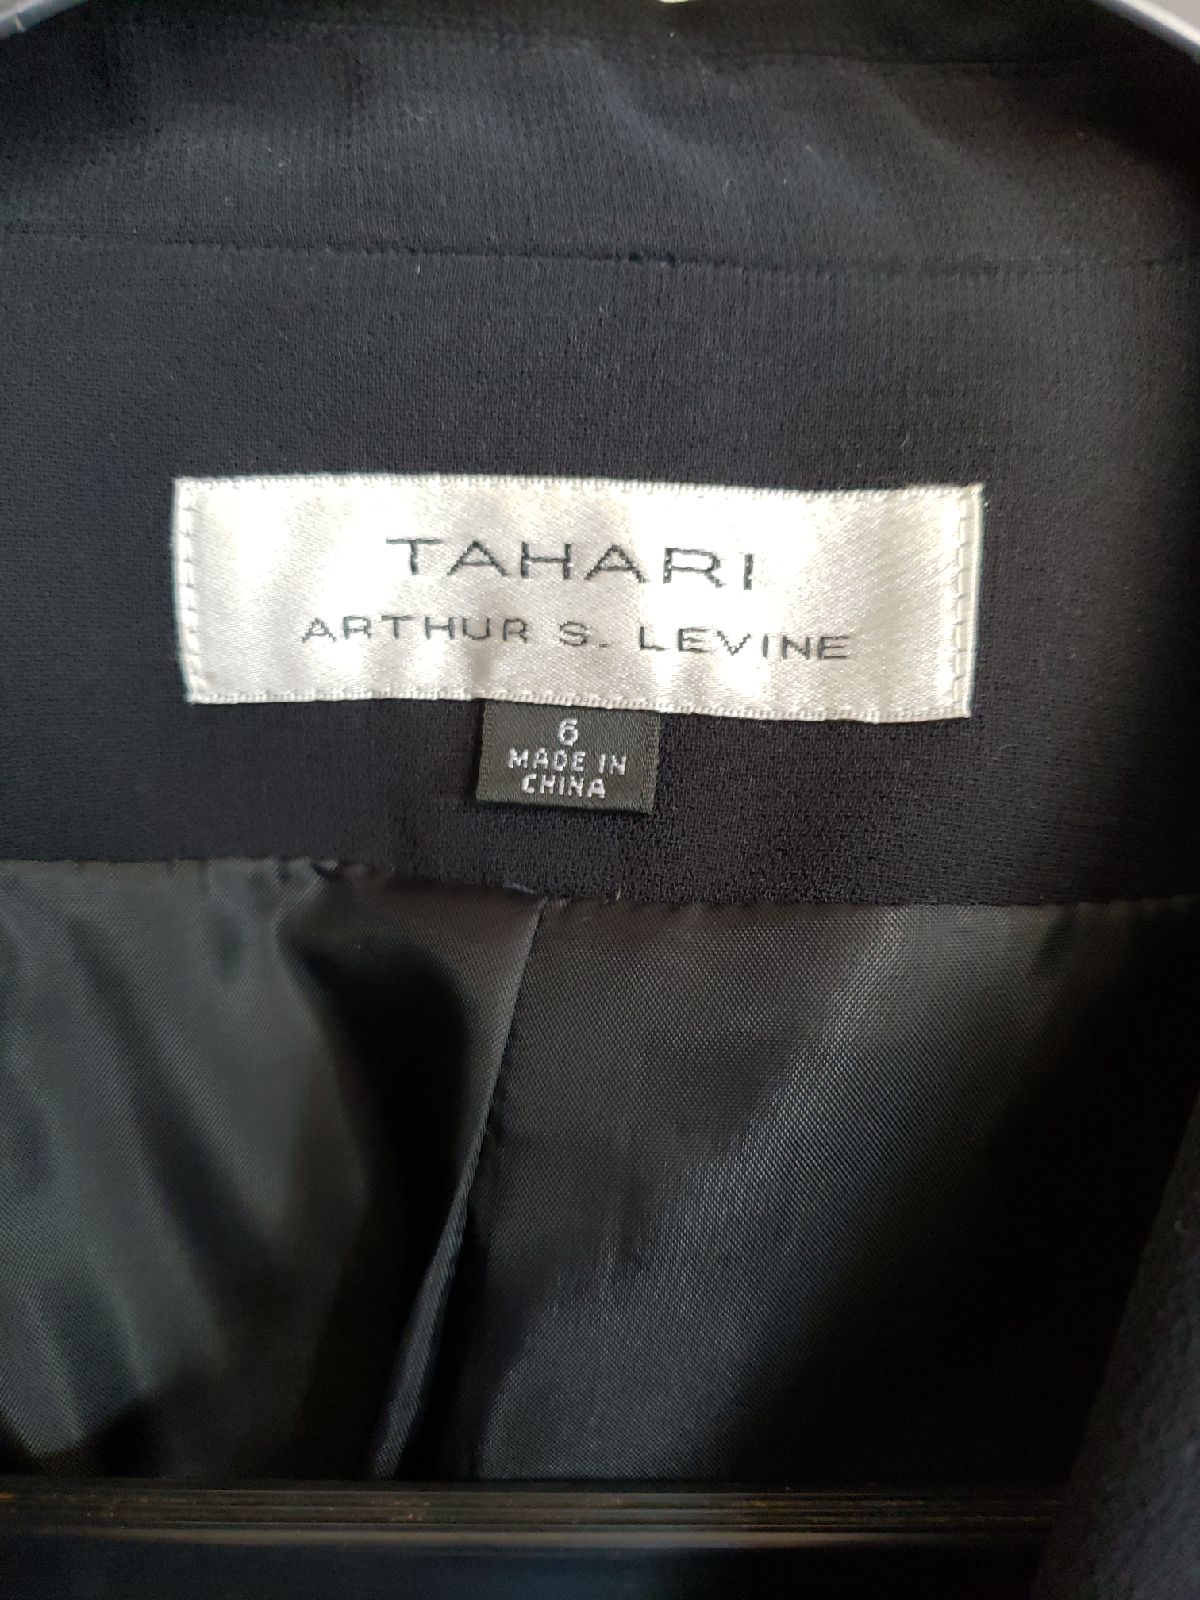 TAHARI
ARTHUR S. LEVINE
6
MADE IN
CHINA